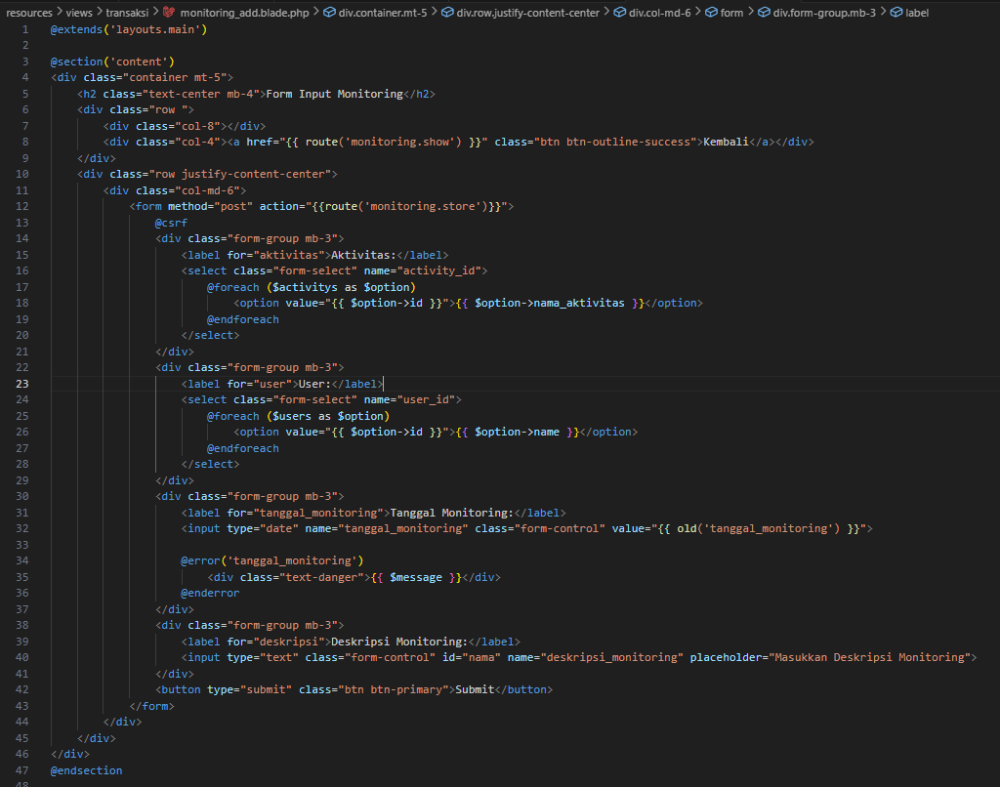 resources > views > transaksi > monitoring_add.blade.php > div.container.mt-5 > div.row.justify-content-center > div.col-md-6 > form > div.form-group.mb-3 > label
1 @extends('layouts.main')
2
3 @section('content')
4 <div class="container mt-5">
5 <h2 class="text-center mb-4">Form Input Monitoring</h2>
6 <div class="row ">
7 <div class="col-8"></div>
8 <div class="col-4"><a href="{{ route('monitoring.show') }}" class="btn btn-outline-success">Kembali</a></div>
9 </div>
10 <div class="row justify-content-center">
11 <div class="col-md-6">
12 <form method="post" action="{{route('monitoring.store')}}">
13 @csrf
14 <div class="form-group mb-3">
15 <label for="aktivitas">Aktivitas:</label>
16 <select class="form-select" name="activity_id">
17 @foreach ($activitys as $option)
18 <option value="{{ $option->id }}">{{ $option->nama_aktivitas }}</option>
19 @endforeach
20 </select>
21 </div>
22 <div class="form-group mb-3">
23 <label for="user">User:</label>
24 <select class="form-select" name="user_id">
25 @foreach ($users as $option)
26 <option value="{{ $option->id }}">{{ $option->name }}</option>
27 @endforeach
28 </select>
29 </div>
30 <div class="form-group mb-3">
31 <label for="tanggal_monitoring">Tanggal Monitoring:</label>
32 <input type="date" name="tanggal_monitoring" class="form-control" value="{{ old('tanggal_monitoring') }}">
33
34 @error('tanggal_monitoring')
35 <div class="text-danger">{{ $message }}</div>
36 @enderror
37 </div>
38 <div class="form-group mb-3">
39 <label for="deskripsi">Deskripsi Monitoring:</label>
40 <input type="text" class="form-control" id="nama" name="deskripsi_monitoring" placeholder="Masukkan Deskripsi Monitoring">
41 </div>
42 <button type="submit" class="btn btn-primary">Submit</button>
43 </form>
44 </div>
45 </div>
46 </div>
47 @endsection
48